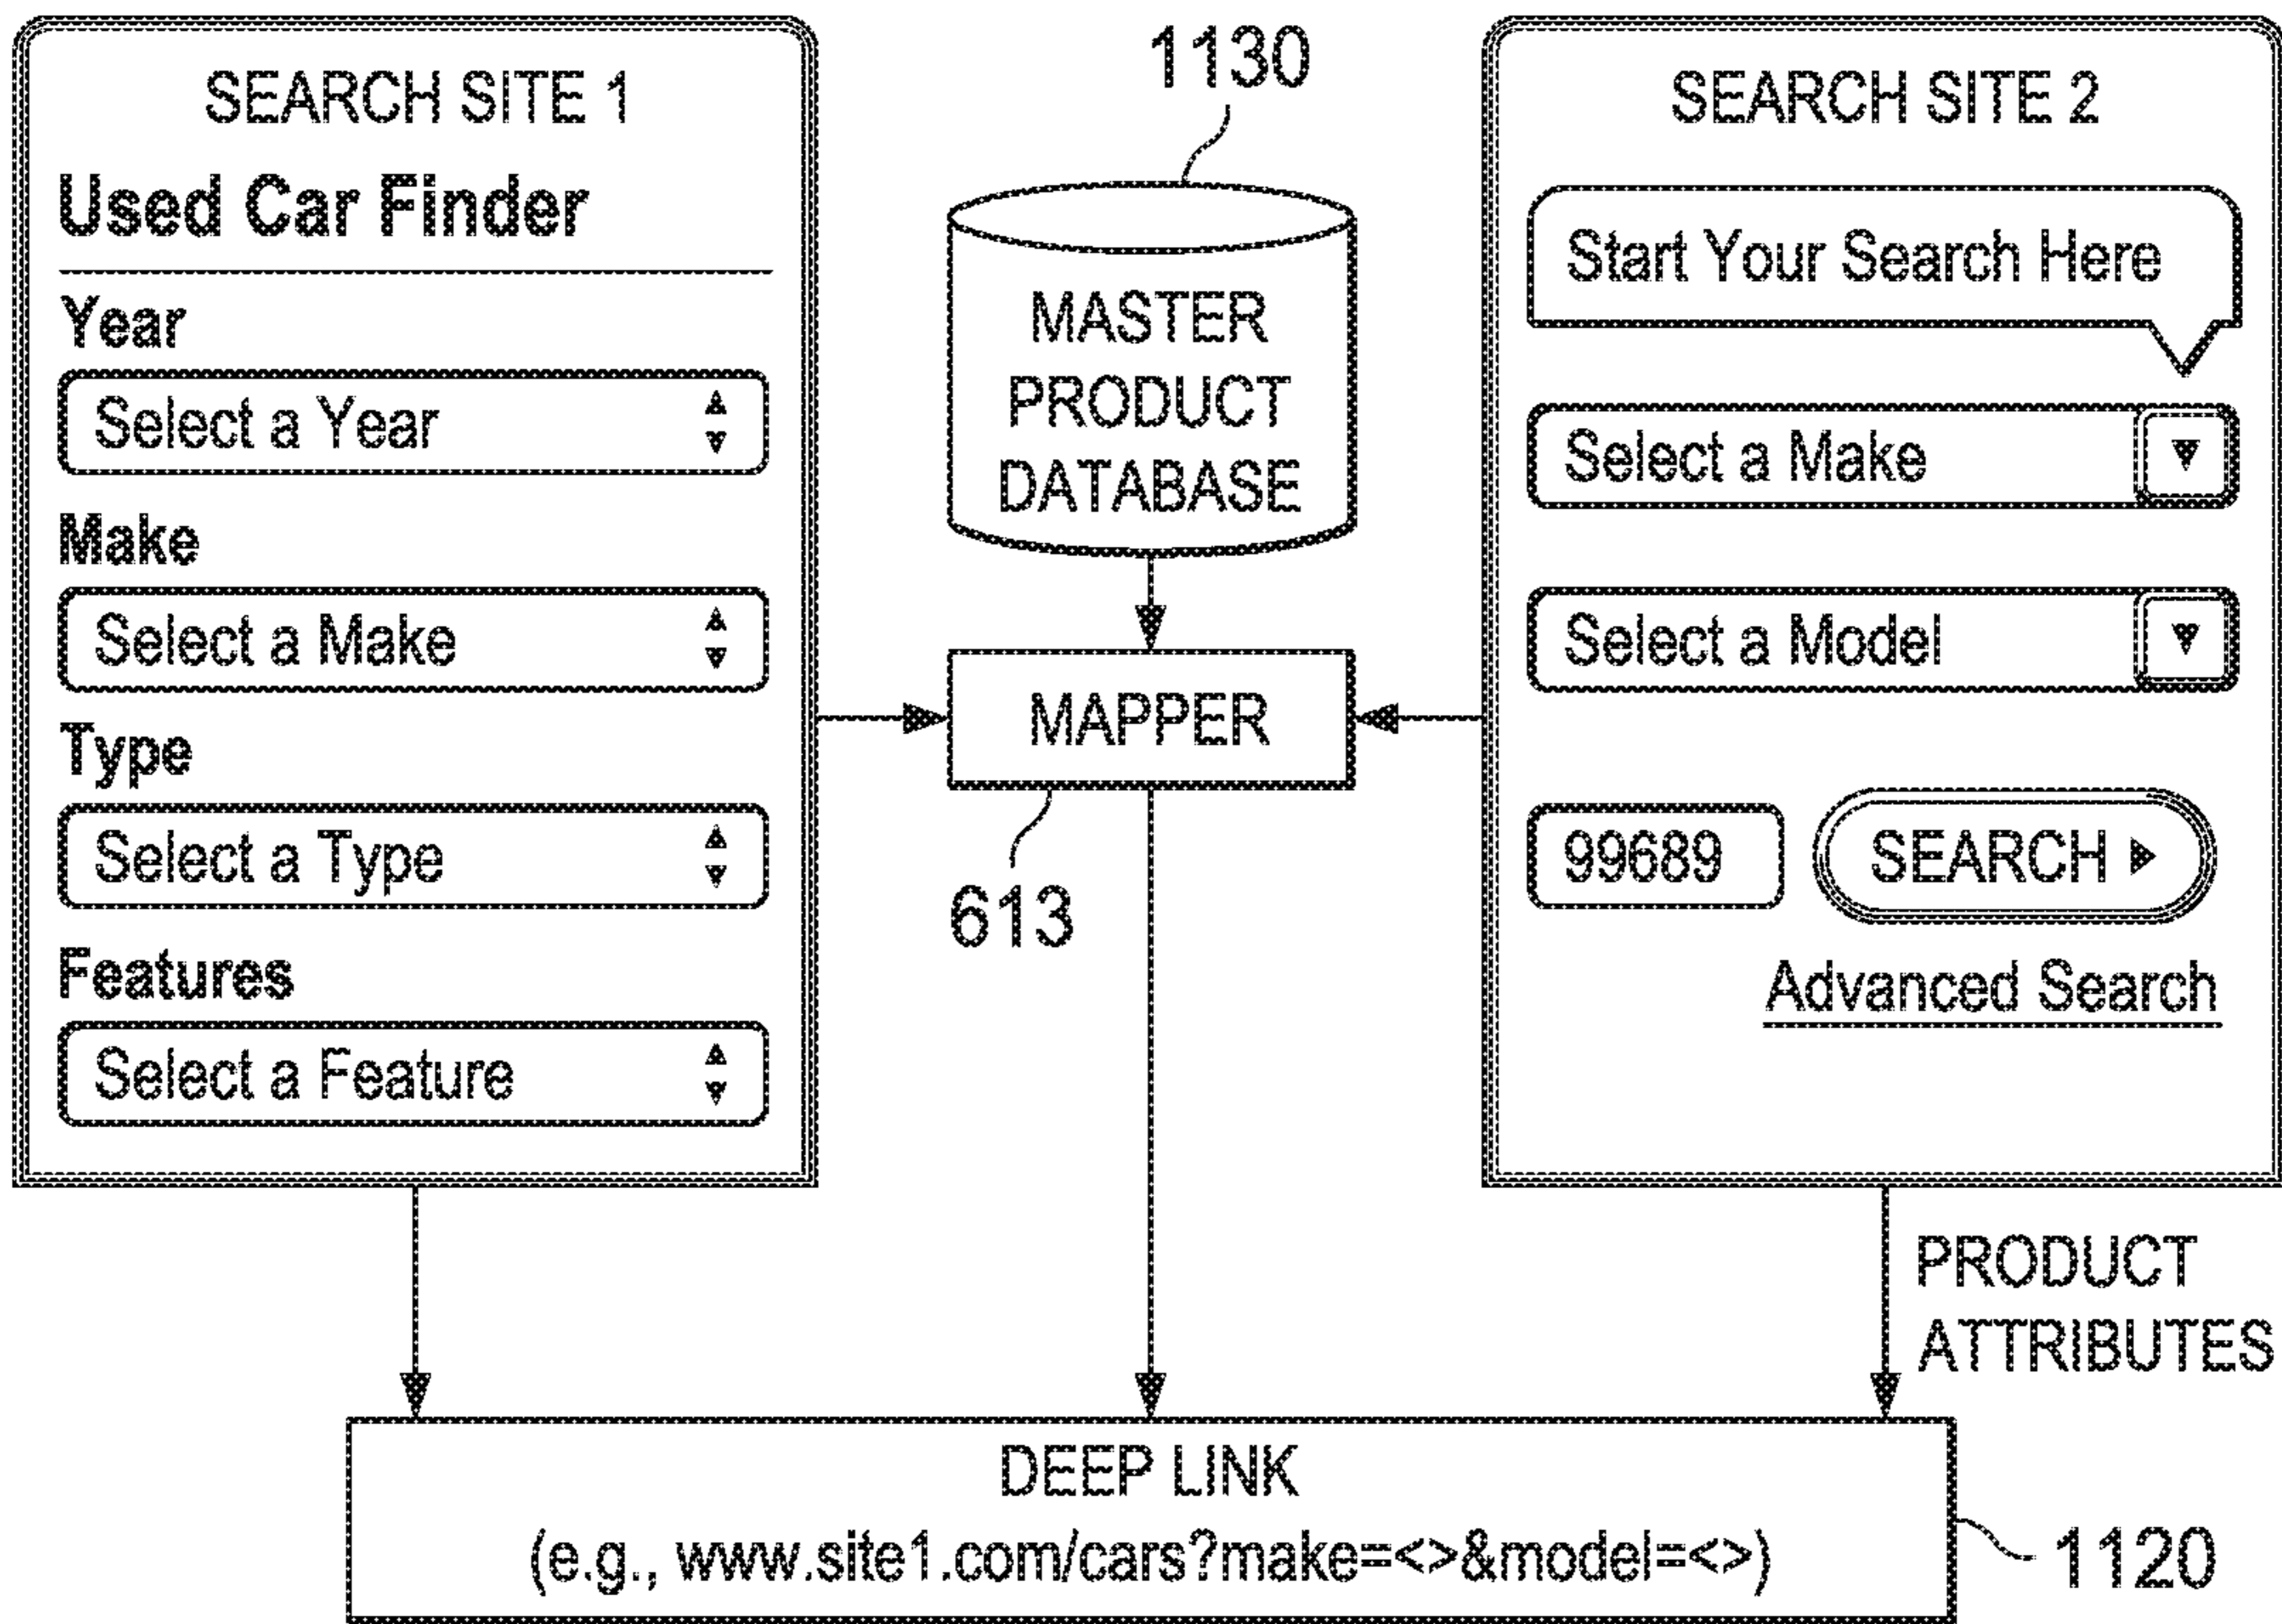 SEARCH SITE 1
Used Car Finder
Year
Select a Year
Make
Select a Make
Type
Select a Type
Features
Select a Feature
1130
MASTER
PRODUCT
DATABASE
MAPPER
613
SEARCH SITE 2
Start Your Search Here
Select a Make
Select a Model
99689
SEARCH
Advanced Search
PRODUCT
ATTRIBUTES
DEEP LINK
(e.g., www.site1.com/cars?make=<>&model=<>)
1120